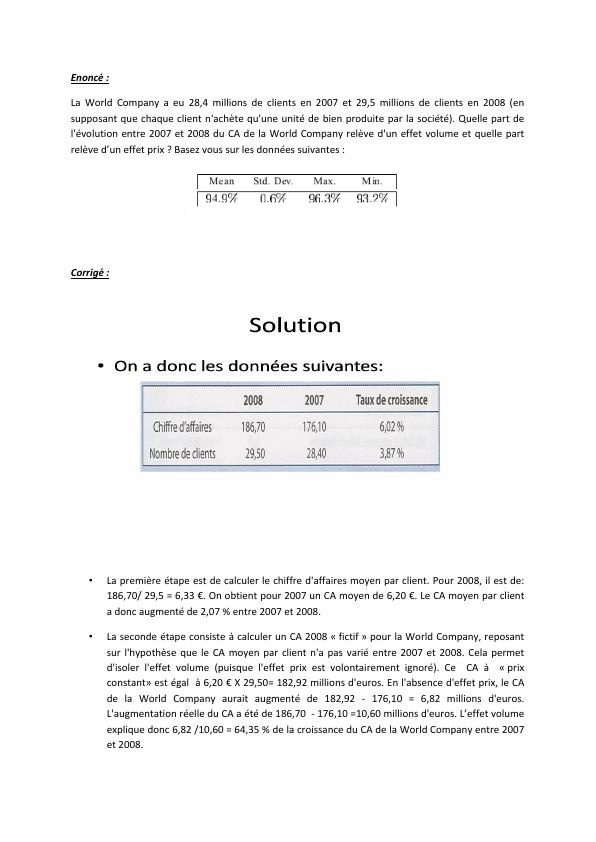 Enoncé :
La World Company a eu 28,4 millions de clients en 2007 et 29,5 millions de clients en 2008 (en
supposant que chaque client n'achète qu'une unité de bien produite par la société). Quelle part de
l'évolution entre 2007 et 2008 du CA de la World Company relève d'un effet volume et quelle part
relève d'un effet prix ? Basez vous sur les données suivantes :
Mean Std. Dev. Max. Min.
94.9% 0.6% 96.3% 93.2%
Corrigé :
Solution
• On a donc les données suivantes:
2008 2007 Taux de croissance
Chiffre d'affaires 186,70 176,10 6,02 %
Nombre de clients 29,50 28,40 3,87 %
• La première étape est de calculer le chiffre d'affaires moyen par client. Pour 2008, il est de:
186,70/ 29,5 = 6,33 €. On obtient pour 2007 un CA moyen de 6,20 €. Le CA moyen par client
a donc augmenté de 2,07 % entre 2007 et 2008.
• La seconde étape consiste à calculer un CA 2008 « fictif » pour la World Company, reposant
sur l'hypothèse que le CA moyen par client n'a pas varié entre 2007 et 2008. Cela permet
d'isoler l'effet volume (puisque l'effet prix est volontairement ignoré). Ce CA à « prix
constant» est égal à 6,20 € X 29,50= 182,92 millions d'euros. En l'absence d'effet prix, le CA
de la World Company aurait augmenté de 182,92 - 176,10 = 6,82 millions d'euros.
L'augmentation réelle du CA a été de 186,70 - 176,10 =10,60 millions d'euros. L'effet volume
explique donc 6,82 /10,60 = 64,35 % de la croissance du CA de la World Company entre 2007
et 2008.